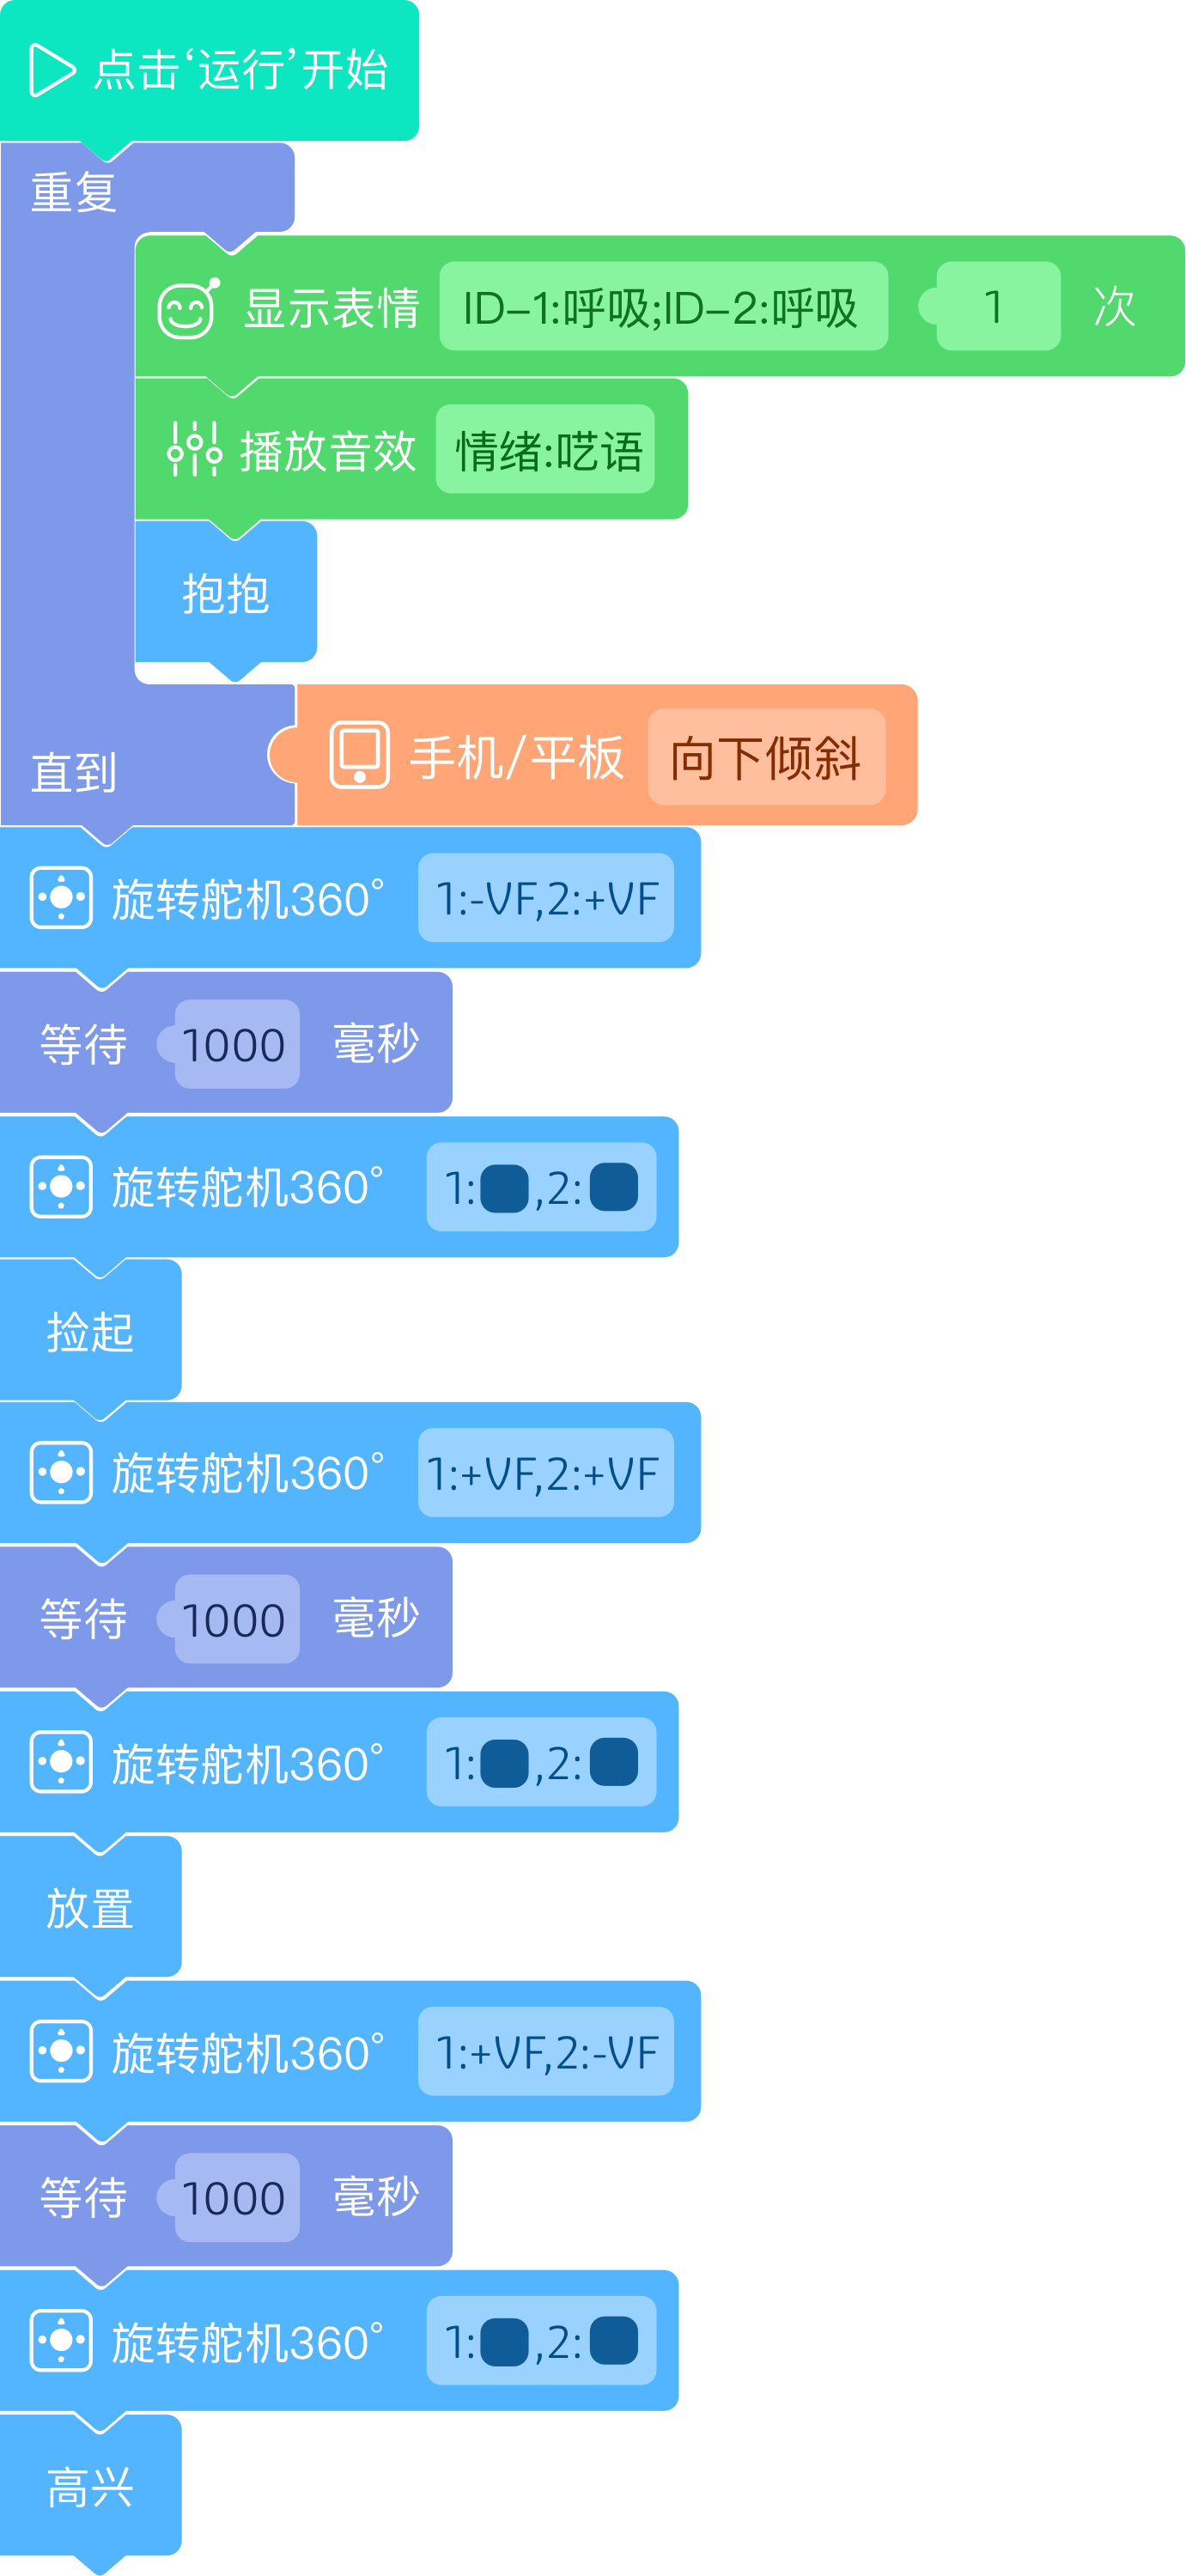 点击‘运行’开始
重复
显示表情 ID-1:呼吸;ID-2:呼吸 1 次
播放音效 情绪:呓语
抱抱
直到 手机/平板 向下倾斜
旋转舵机360° 1:-VF,2:+VF
等待 1000 毫秒
旋转舵机360° 1: ,2:
捡起
旋转舵机360° 1:+VF,2:+VF
等待 1000 毫秒
旋转舵机360° 1: ,2:
放置
旋转舵机360° 1:+VF,2:-VF
等待 1000 毫秒
旋转舵机360° 1: ,2:
高兴